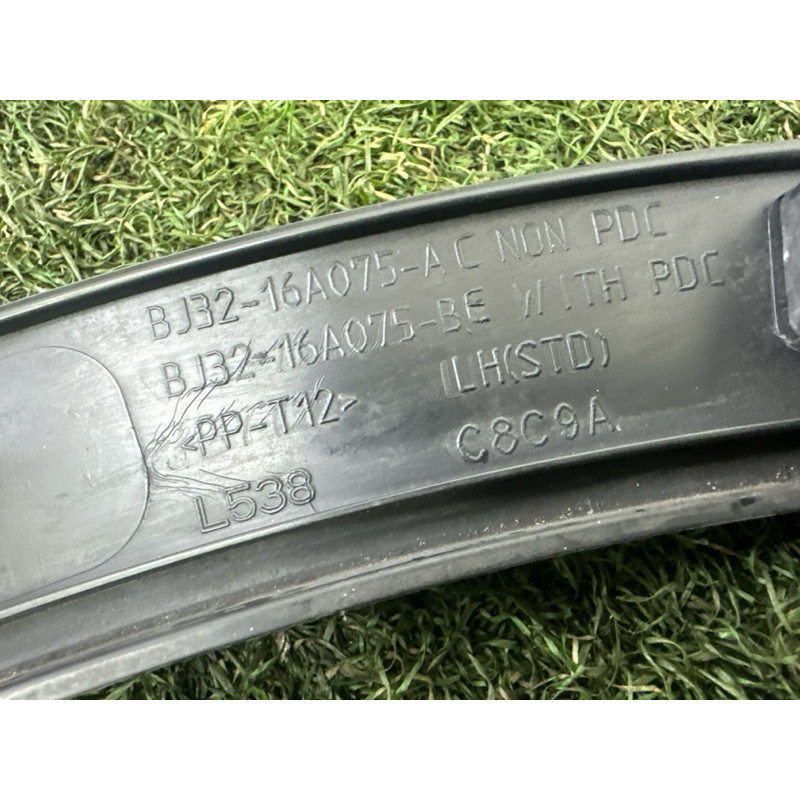 BJ32-16A075-AC NON PDC
BJ32-16A075-BE WITH PDC
<PP-T12> LH(STD)
L538 C8C9A